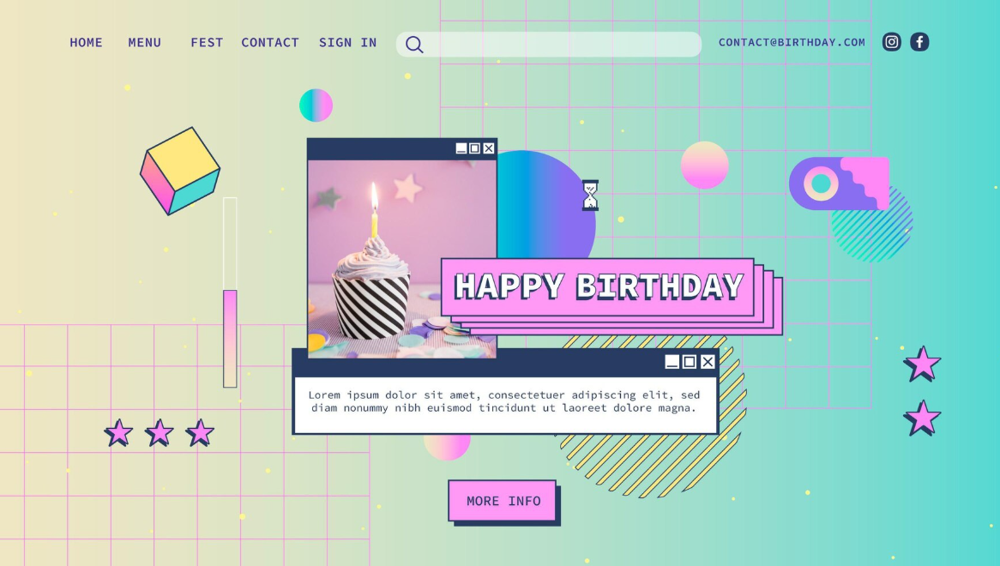 HOME MENU FEST CONTACT SIGN IN CONTACT@BIRTHDAY.COM
HAPPY BIRTHDAY
Lorem ipsum dolor sit amet, consectetuer adipiscing elit, sed
diam nonummy nibh euismod tincidunt ut laoreet dolore magna.
MORE INFO